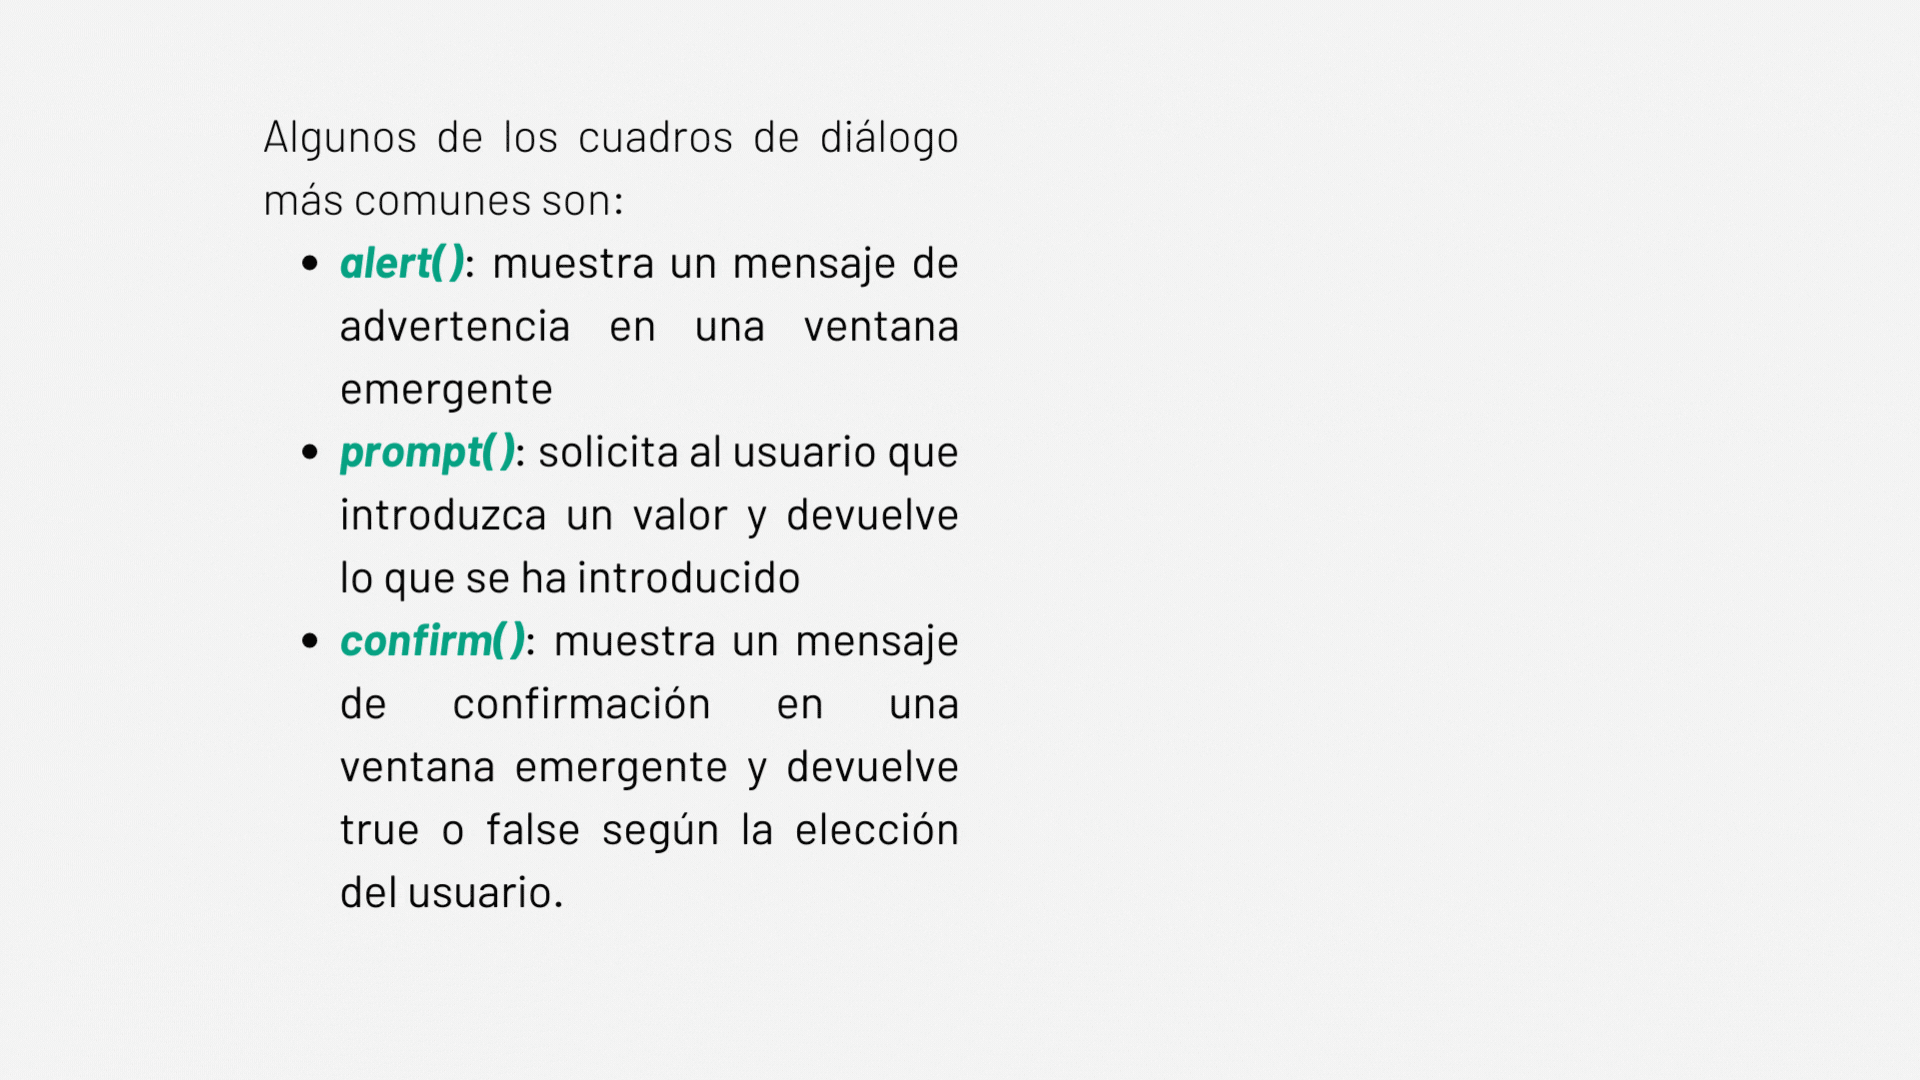 Algunos de los cuadros de diálogo
más comunes son:
• alert(): muestra un mensaje de
advertencia en una ventana
emergente
• prompt(): solicita al usuario que
introduzca un valor y devuelve
lo que se ha introducido
• confirm(): muestra un mensaje
de confirmación en una
ventana emergente y devuelve
true o false según la elección
del usuario.